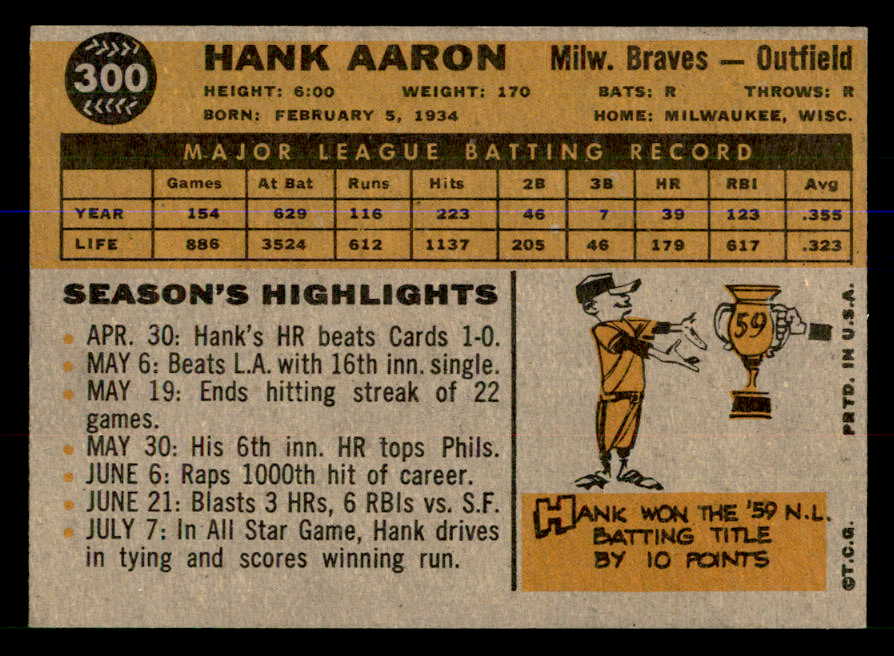 300
HANK AARON Milw. Braves — Outfield
HEIGHT: 6:00 WEIGHT: 170 BATS: R THROWS: R
BORN: FEBRUARY 5, 1934 HOME: MILWAUKEE, WISC.
MAJOR LEAGUE BATTING RECORD
Games At Bat Runs Hits 2B 3B HR RBI Avg
YEAR 154 629 116 223 46 7 39 123 .355
LIFE 886 3524 612 1137 205 46 179 617 .323
SEASON'S HIGHLIGHTS
• APR. 30: Hank's HR beats Cards 1-0.
• MAY 6: Beats L.A. with 16th inn. single.
• MAY 19: Ends hitting streak of 22
games.
• MAY 30: His 6th inn. HR tops Phils.
• JUNE 6: Raps 1000th hit of career.
• JUNE 21: Blasts 3 HRs, 6 RBIs vs. S.F.
• JULY 7: In All Star Game, Hank drives
in tying and scores winning run.
59
HANK WON THE '59 N.L.
BATTING TITLE
BY 10 POINTS
©T.C.G. PRTD. IN U.S.A.